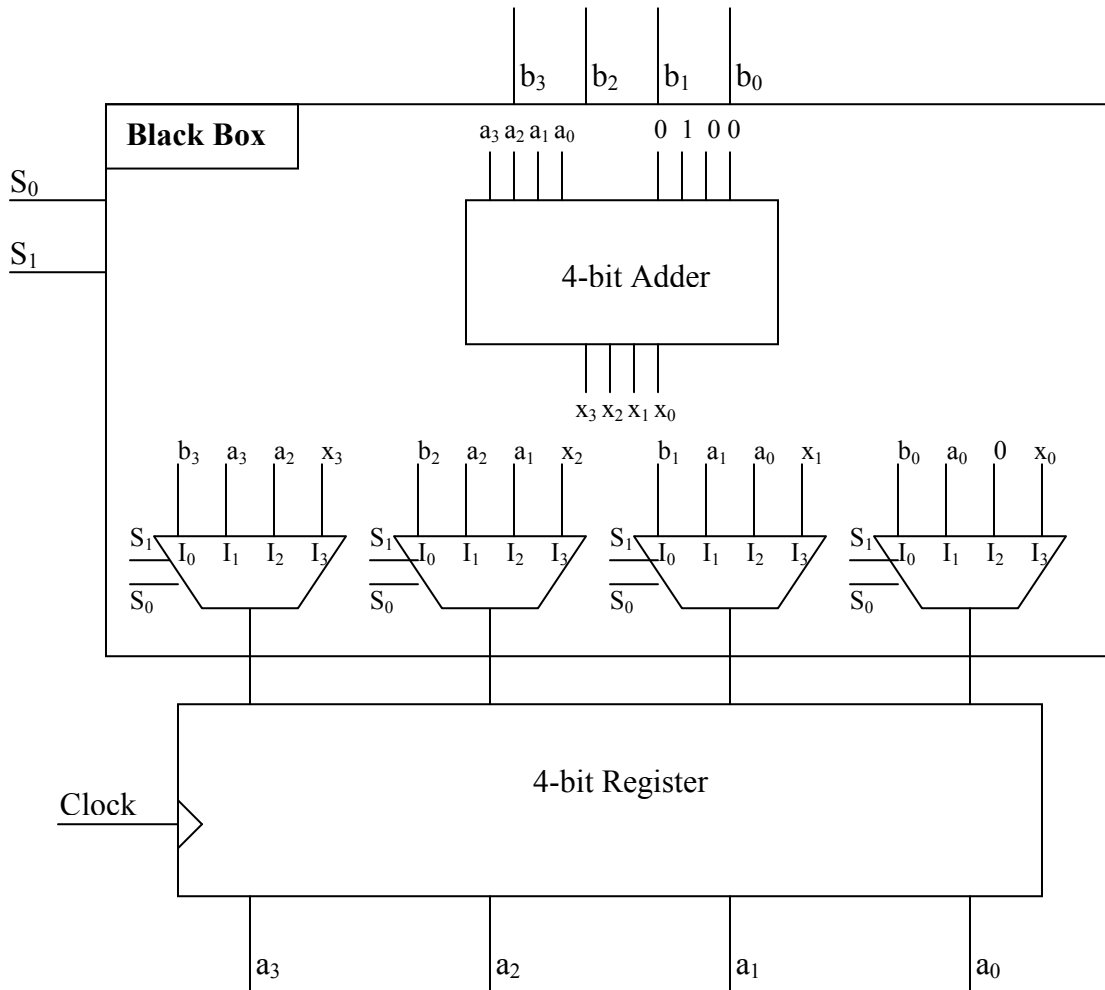 b₃ b₂ b₁ b₀
Black Box
a₃ a₂ a₁ a₀ 0 1 0 0
S₀
S₁
4-bit Adder
x₃ x₂ x₁ x₀
b₃ a₃ a₂ x₃ b₂ a₂ a₁ x₂ b₁ a₁ a₀ x₁ b₀ a₀ 0 x₀
S₁ I₀ I₁ I₂ I₃ S₁ I₀ I₁ I₂ I₃ S₁ I₀ I₁ I₂ I₃ S₁ I₀ I₁ I₂ I₃
S₀ S₀ S₀ S₀
4-bit Register
Clock
a₃ a₂ a₁ a₀